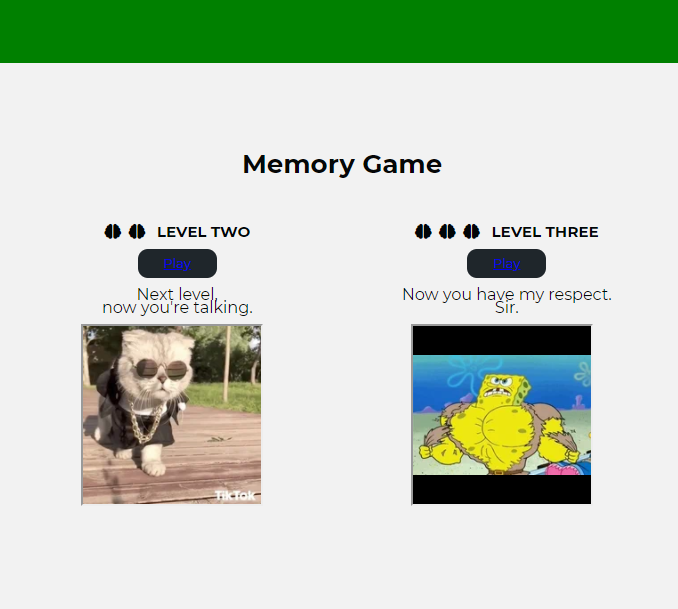 Memory Game
LEVEL TWO
Play
Next level,
now you're talking.
TikTok
LEVEL THREE
Play
Now you have my respect.
Sir.